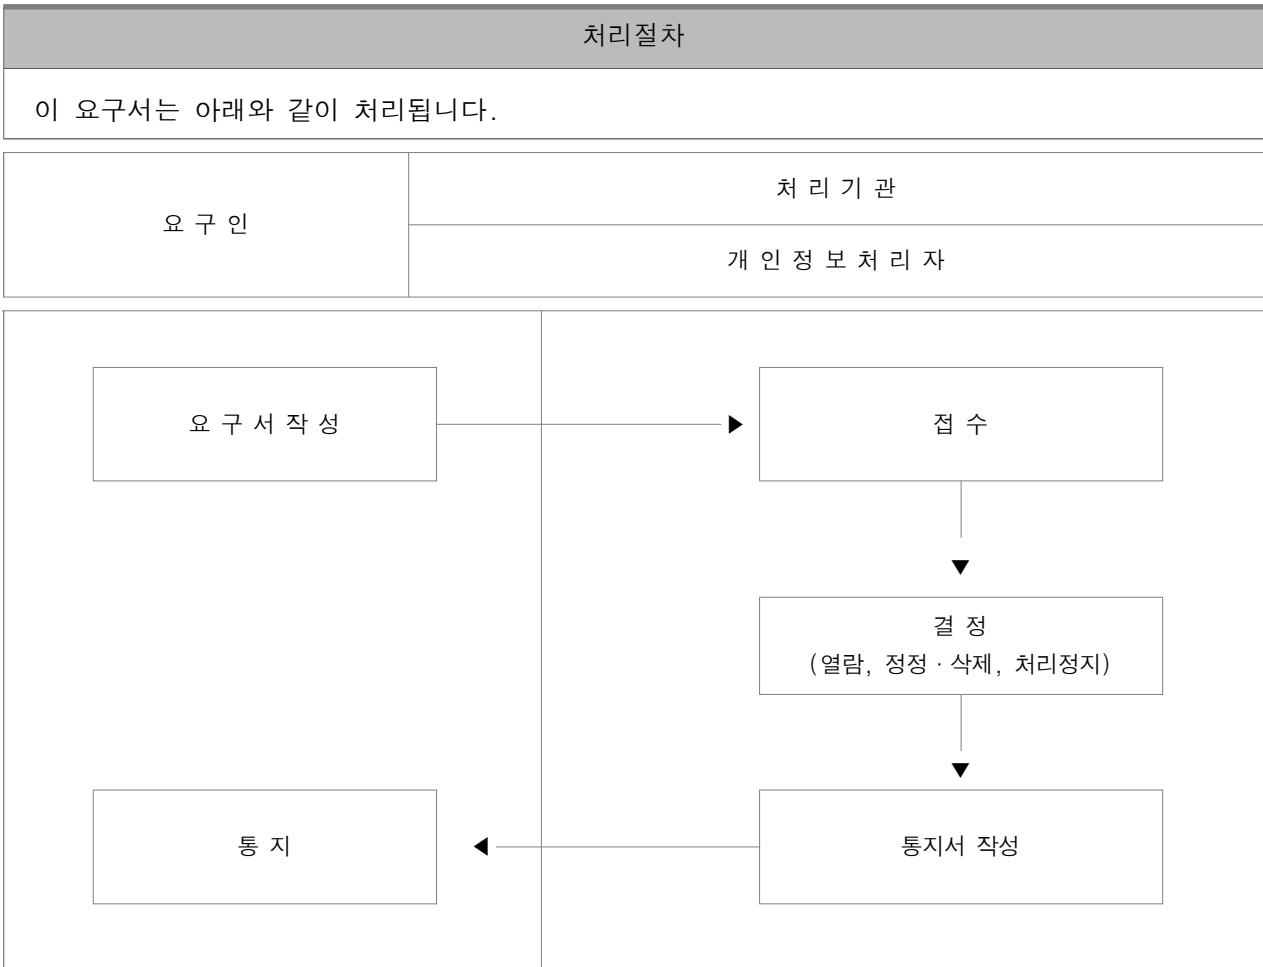 처리절차
이 요구서는 아래와 같이 처리됩니다.
요 구 인
처 리 기 관
개 인 정 보 처 리 자
요 구 서 작 성
접 수
결 정
(열람, 정정·삭제, 처리정지)
통 지
통지서 작성